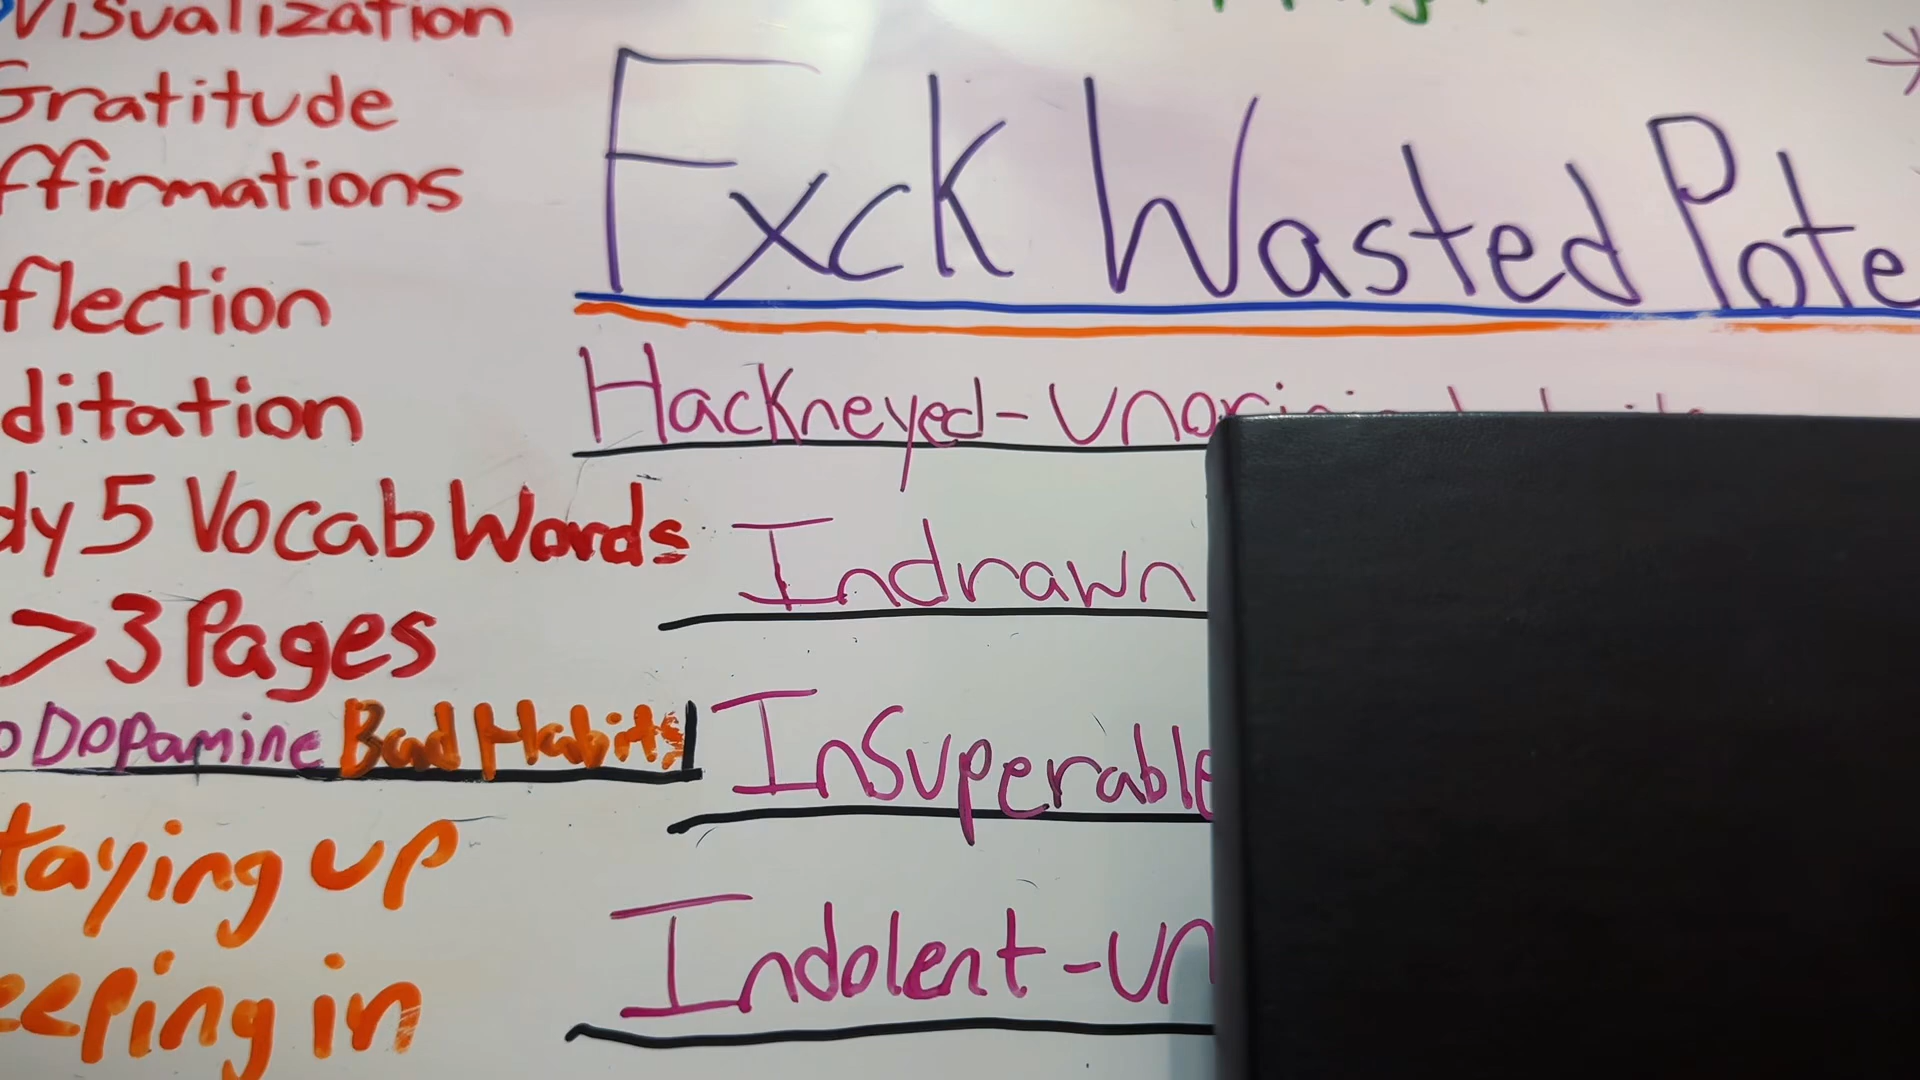 Visualization
Gratitude
ffirmations
flection
ditation
dy 5 Vocab Words
>3 Pages
o Dopamine Bad Habits
taying up
eeping in
Fxck Wasted Pote
Hackneyed-unori
Indrawn
Insuperable
Indolent-un